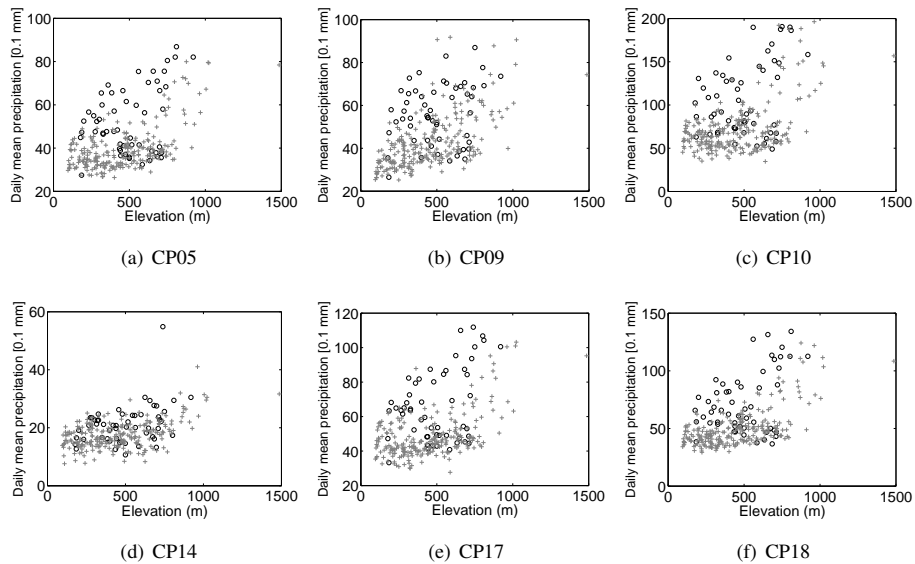 100
80
60
40
20
0 500 1000 1500
Daily mean precipitation [0.1 mm]
Elevation (m)
(a) CP05
100
80
60
40
20
0 500 1000 1500
Daily mean precipitation [0.1 mm]
Elevation (m)
(b) CP09
200
150
100
50
0
0 500 1000 1500
Daily mean precipitation [0.1 mm]
Elevation (m)
(c) CP10
60
40
20
0
0 500 1000 1500
Daily mean precipitation [0.1 mm]
Elevation (m)
(d) CP14
120
100
80
60
40
20
0 500 1000 1500
Daily mean precipitation [0.1 mm]
Elevation (m)
(e) CP17
150
100
50
0
0 500 1000 1500
Daily mean precipitation [0.1 mm]
Elevation (m)
(f) CP18